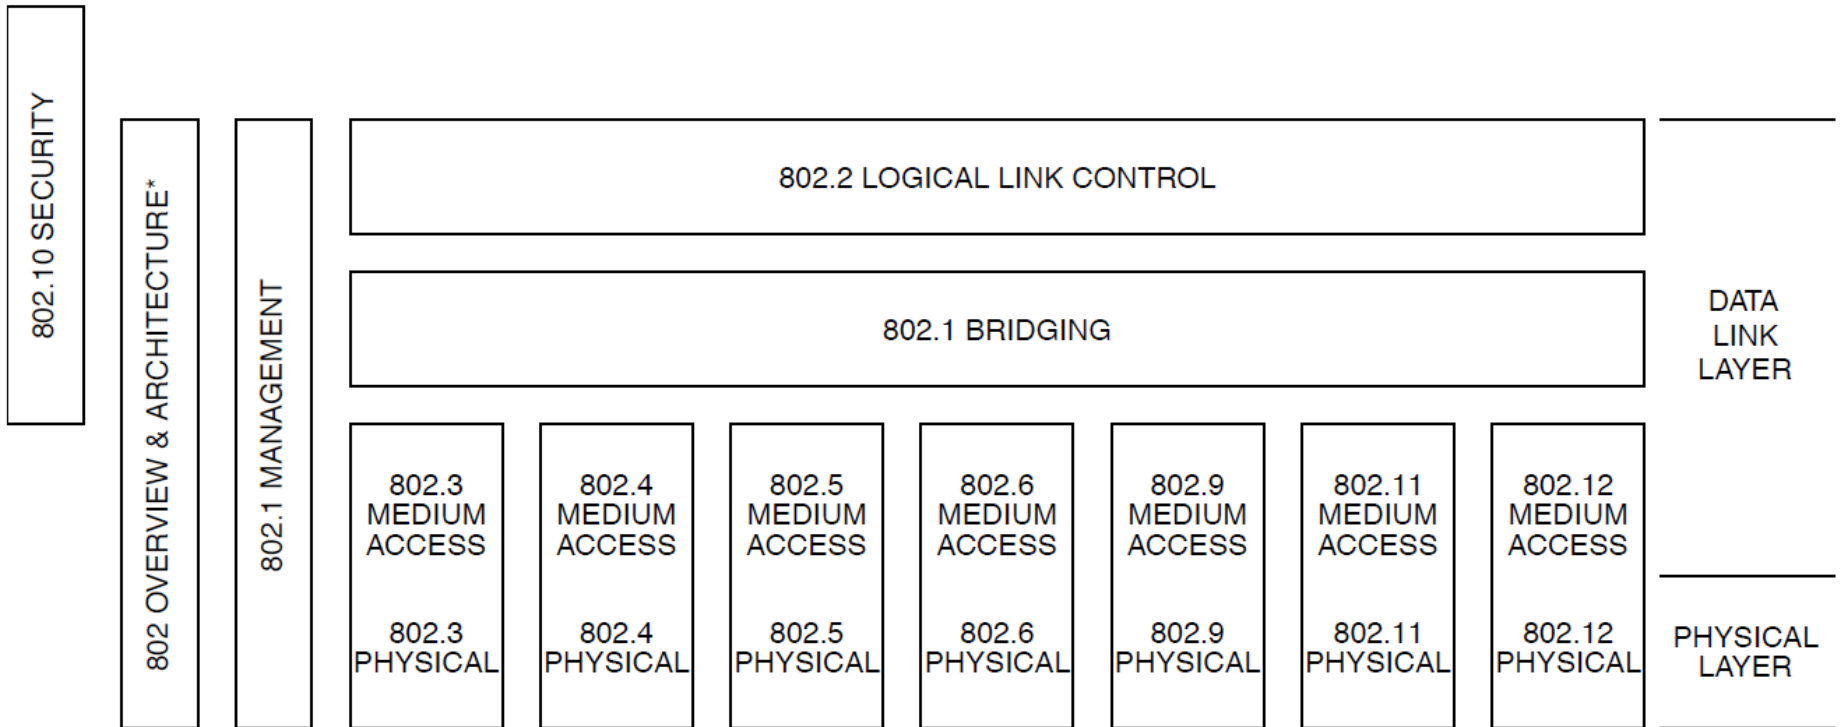 802.10 SECURITY
802 OVERVIEW & ARCHITECTURE*
802.1 MANAGEMENT
802.2 LOGICAL LINK CONTROL
802.1 BRIDGING
DATA
LINK
LAYER
802.3
MEDIUM
ACCESS
802.3
PHYSICAL
802.4
MEDIUM
ACCESS
802.4
PHYSICAL
802.5
MEDIUM
ACCESS
802.5
PHYSICAL
802.6
MEDIUM
ACCESS
802.6
PHYSICAL
802.9
MEDIUM
ACCESS
802.9
PHYSICAL
802.11
MEDIUM
ACCESS
802.11
PHYSICAL
802.12
MEDIUM
ACCESS
802.12
PHYSICAL
PHYSICAL
LAYER